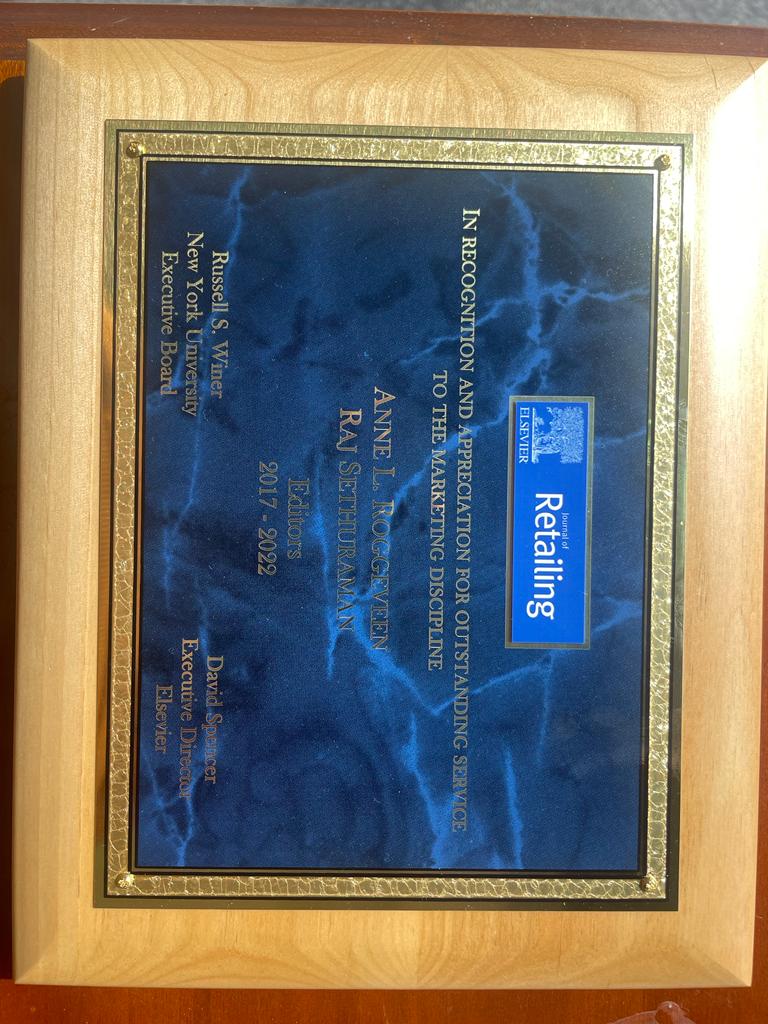 ELSEVIER
Journal of
Retailing
IN RECOGNITION AND APPRECIATION FOR OUTSTANDING SERVICE
TO THE MARKETING DISCIPLINE
ANNE L. ROGGEVEEN
RAJ SETHURAMAN
Editors
2017 - 2022
Russell S. Winer
New York University
Executive Board
David Spencer
Executive Director
Elsevier